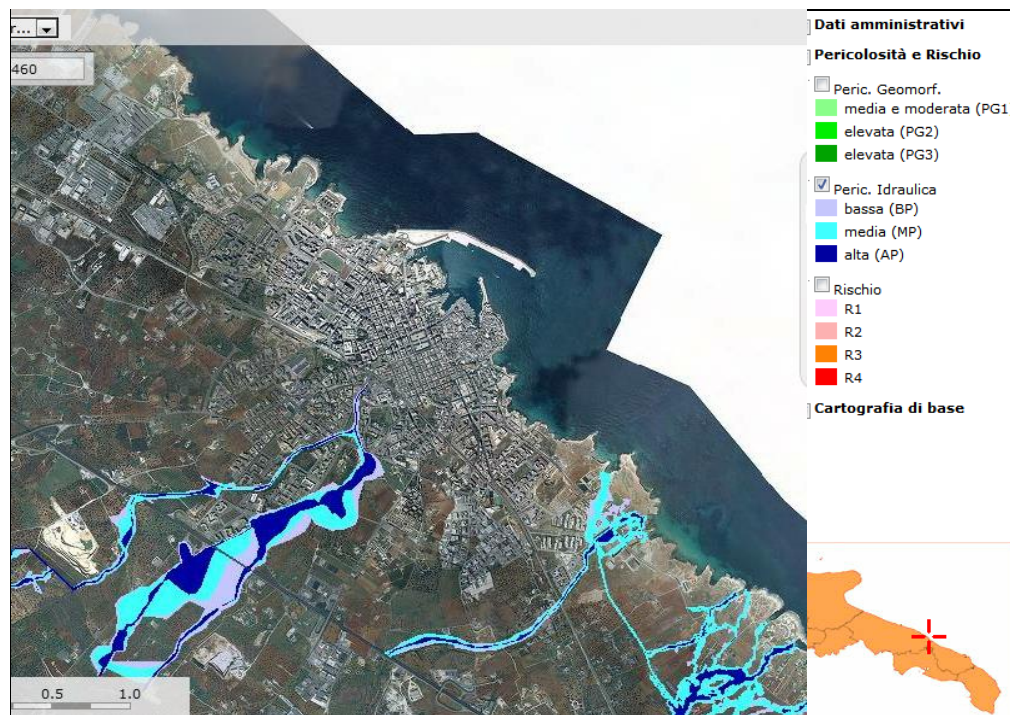 r...
460
0.5 1.0
Dati amministrativi
Pericolosità e Rischio
Peric. Geomorf.
media e moderata (PG1
elevata (PG2)
elevata (PG3)
Peric. Idraulica
bassa (BP)
media (MP)
alta (AP)
Rischio
R1
R2
R3
R4
Cartografia di base